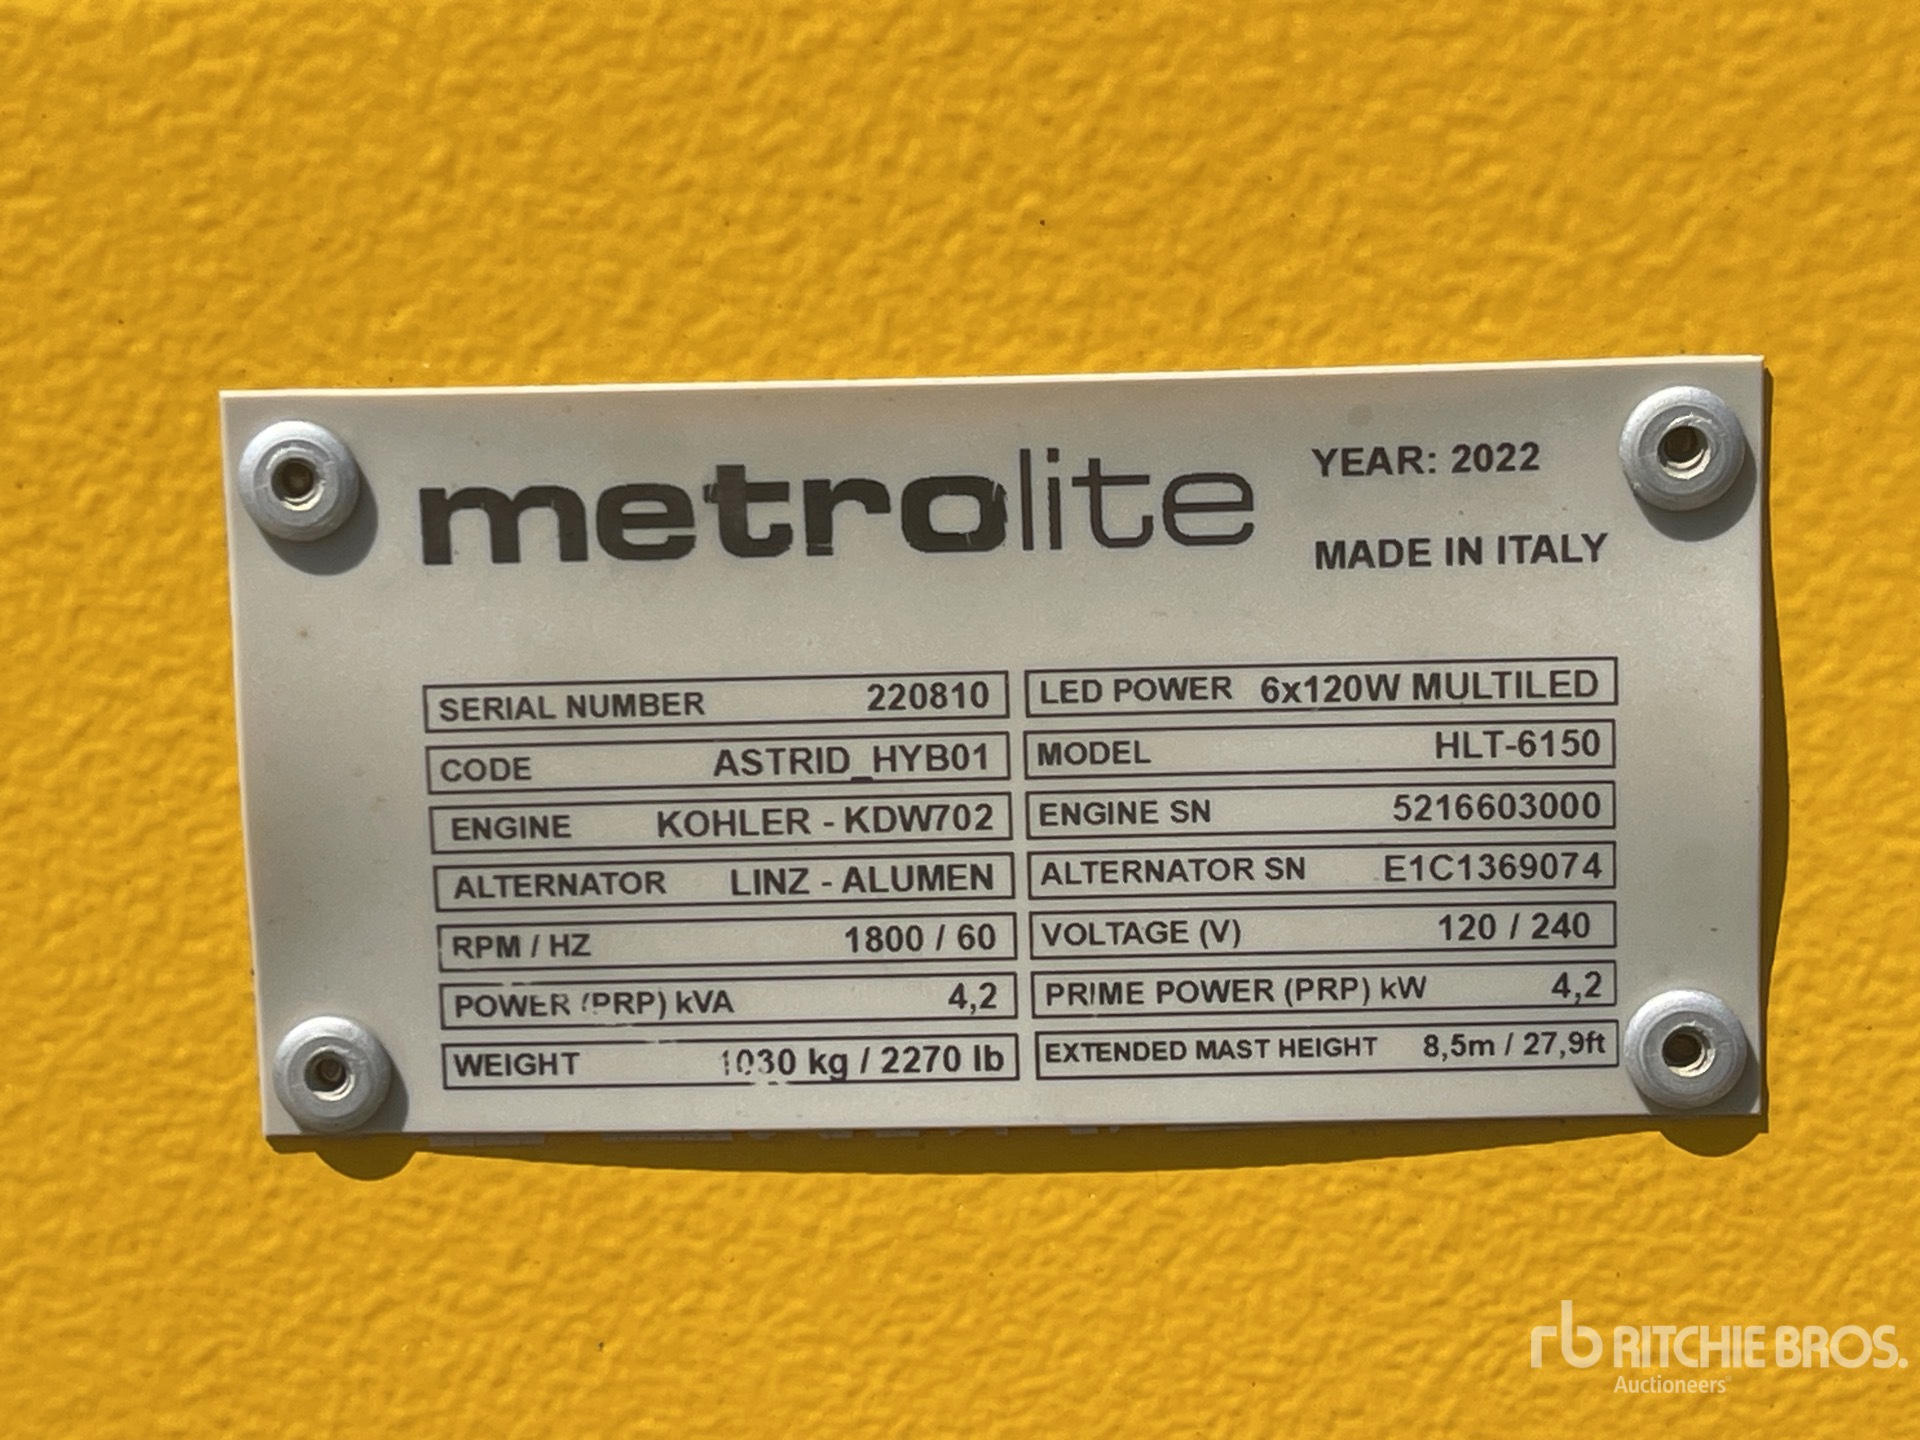 metrolite
YEAR: 2022
MADE IN ITALY
SERIAL NUMBER 220810
LED POWER 6x120W MULTILED
CODE ASTRID_HYB01
MODEL HLT-6150
ENGINE KOHLER - KDW702
ENGINE SN 5216603000
ALTERNATOR LINZ - ALUMEN
ALTERNATOR SN E1C1369074
RPM / HZ 1800 / 60
VOLTAGE (V) 120 / 240
POWER (PRP) kVA 4,2
PRIME POWER (PRP) kW 4,2
WEIGHT 1030 kg / 2270 lb
EXTENDED MAST HEIGHT 8,5m / 27,9ft
rb RITCHIE BROS.
Auctioneers